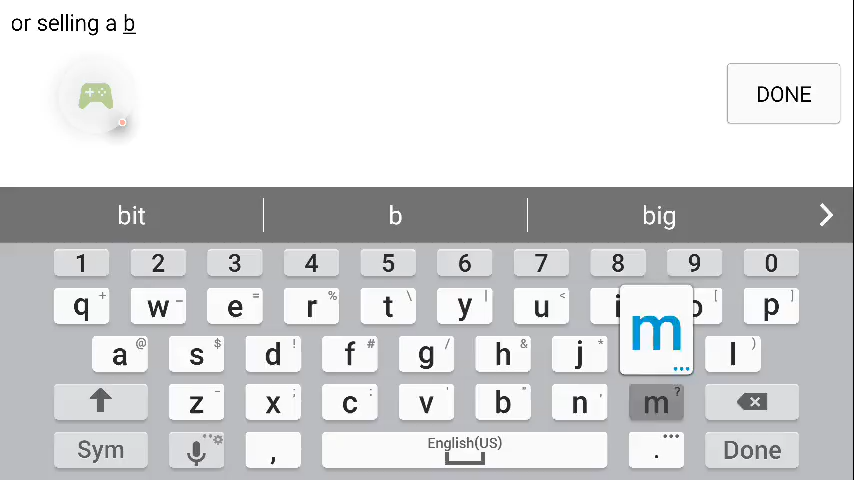 or selling a b
DONE
bit b big
1 2 3 4 5 6 7 8 9 0
q + w - e = r % t \ y | u < i o [ p ]
m
a @ s $ d ! f # g / h & j * l )
z - x ; c : v ' b " n , m ?
Sym , English(US) . Done